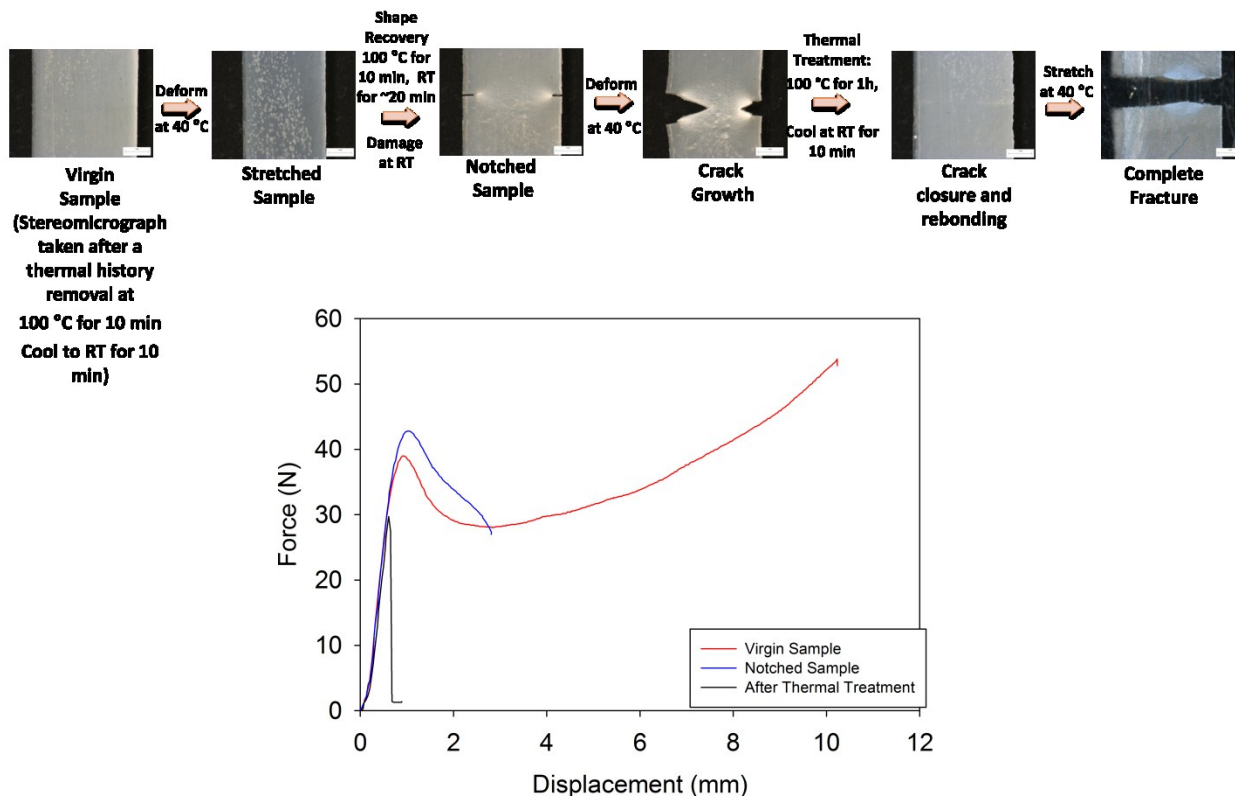 Shape
Recovery
100 °C for
10 min, RT
for ~20 min
Damage
at RT
Deform
at 40 °C
Deform
at 40 °C
Thermal
Treatment:
100 °C for 1h,
Cool at RT for
10 min
Stretch
at 40 °C
Virgin
Sample
(Stereomicrograph
taken after a
thermal history
removal at
100 °C for 10 min
Cool to RT for 10
min)
Stretched
Sample
Notched
Sample
Crack
Growth
Crack
closure and
rebonding
Complete
Fracture
60
50
40
30
20
10
0
Force (N)
0 2 4 6 8 10 12
Displacement (mm)
Virgin Sample
Notched Sample
After Thermal Treatment